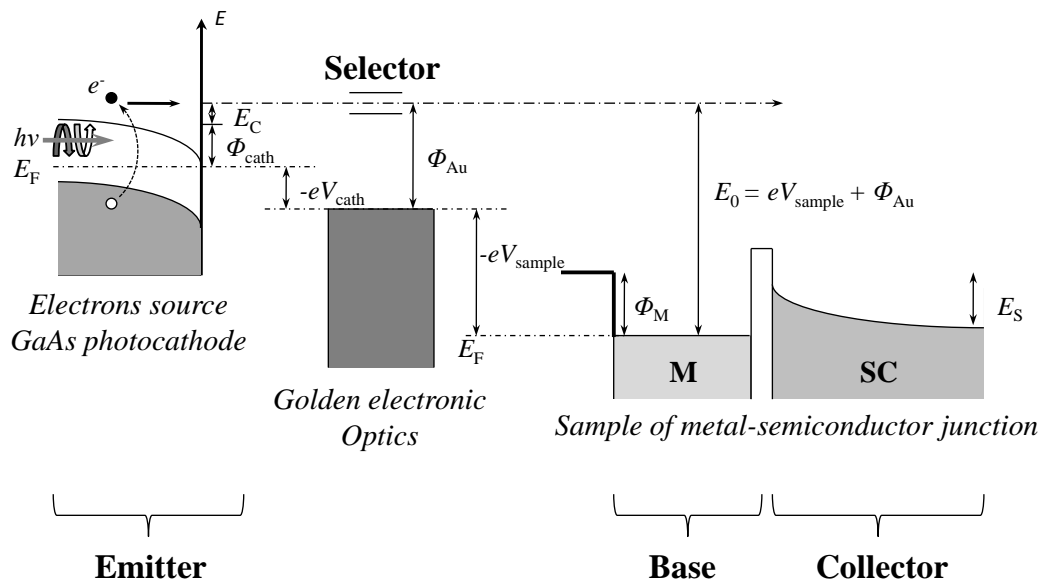 E
Selector
e-
E_C
hν
Φ_cath
E_F
Φ_Au
-eV_cath
E_0 = eV_sample + Φ_Au
-eV_sample
Electrons source
GaAs photocathode
Φ_M
E_S
E_F
M
SC
Golden electronic
Optics
Sample of metal-semiconductor junction
Emitter
Base
Collector